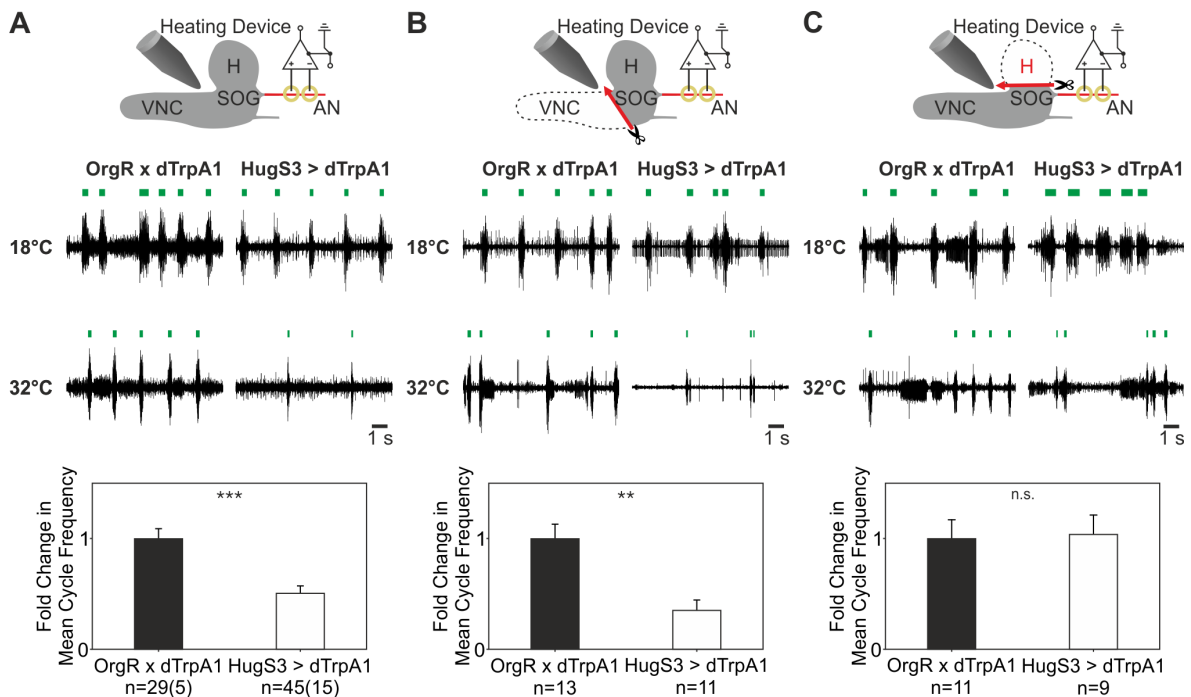 A
Heating Device
H
+ −
VNC
SOG
AN
OrgR x dTrpA1 HugS3 > dTrpA1
18°C
32°C
1 s
Fold Change in
Mean Cycle Frequency
***
1
0
OrgR x dTrpA1 HugS3 > dTrpA1
n=29(5) n=45(15)
B
Heating Device
H
+ −
VNC
SOG
AN
OrgR x dTrpA1 HugS3 > dTrpA1
18°C
32°C
1 s
Fold Change in
Mean Cycle Frequency
**
1
0
OrgR x dTrpA1 HugS3 > dTrpA1
n=13 n=11
C
Heating Device
H
+ −
VNC
SOG
AN
OrgR x dTrpA1 HugS3 > dTrpA1
18°C
32°C
1 s
Fold Change in
Mean Cycle Frequency
n.s.
1
0
OrgR x dTrpA1 HugS3 > dTrpA1
n=11 n=9